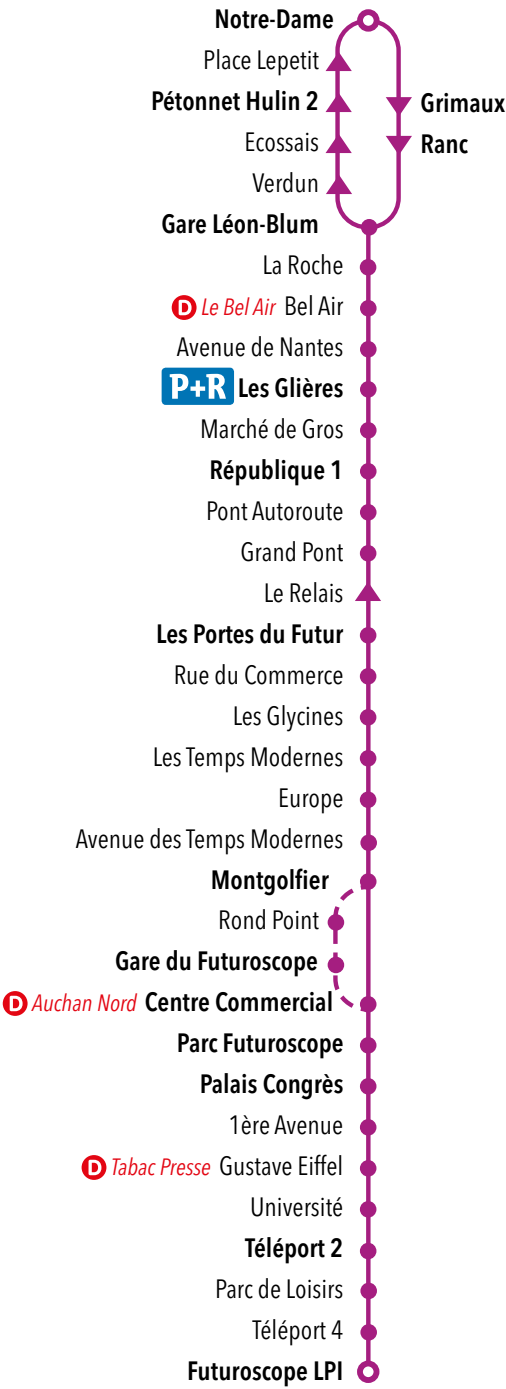 Notre-Dame
Place Lepetit
Pétonnet Hulin 2
Grimaux
Ecossais
Ranc
Verdun
Gare Léon-Blum
La Roche
D Le Bel Air Bel Air
Avenue de Nantes
P+R Les Glières
Marché de Gros
République 1
Pont Autoroute
Grand Pont
Le Relais
Les Portes du Futur
Rue du Commerce
Les Glycines
Les Temps Modernes
Europe
Avenue des Temps Modernes
Montgolfier
Rond Point
Gare du Futuroscope
D Auchan Nord Centre Commercial
Parc Futuroscope
Palais Congrès
1ère Avenue
D Tabac Presse Gustave Eiffel
Université
Téléport 2
Parc de Loisirs
Téléport 4
Futuroscope LPI